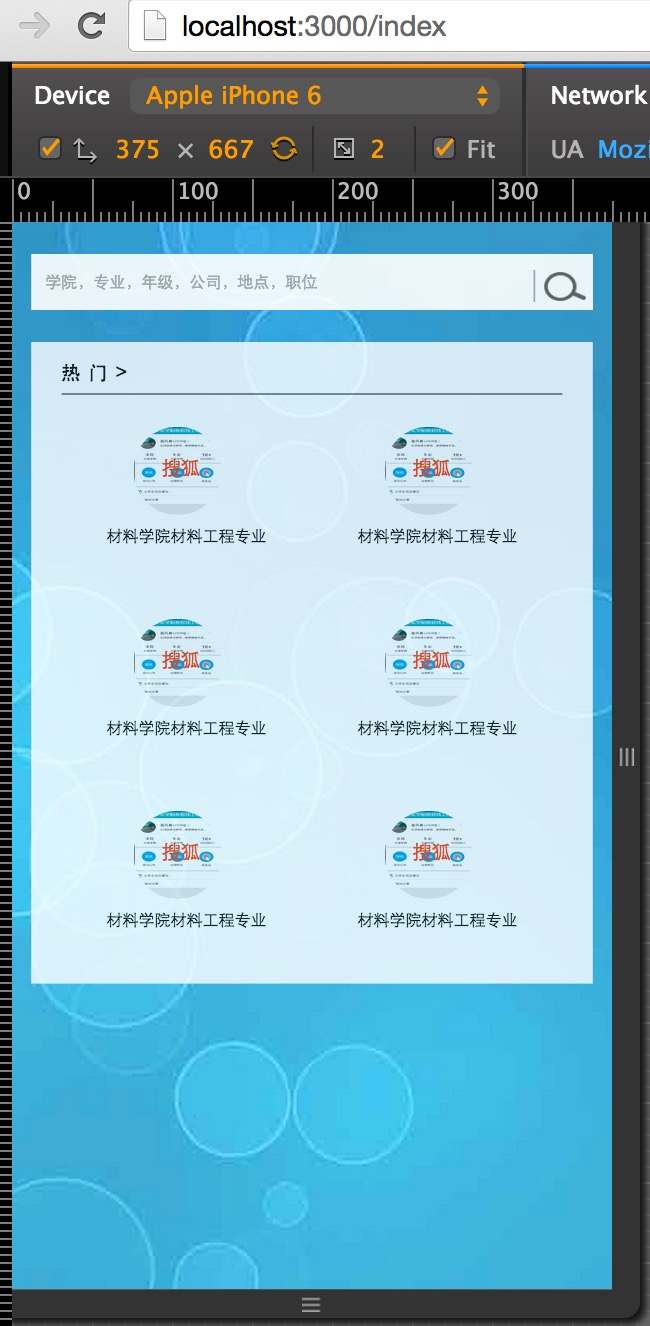 localhost:3000/index
Device Apple iPhone 6 Network
375 × 667 2 Fit UA Mozi
0 100 200 300
学院，专业，年级，公司，地点，职位
热 门 >
搜狐 搜狐
材料学院材料工程专业 材料学院材料工程专业
搜狐 搜狐
材料学院材料工程专业 材料学院材料工程专业
搜狐 搜狐
材料学院材料工程专业 材料学院材料工程专业